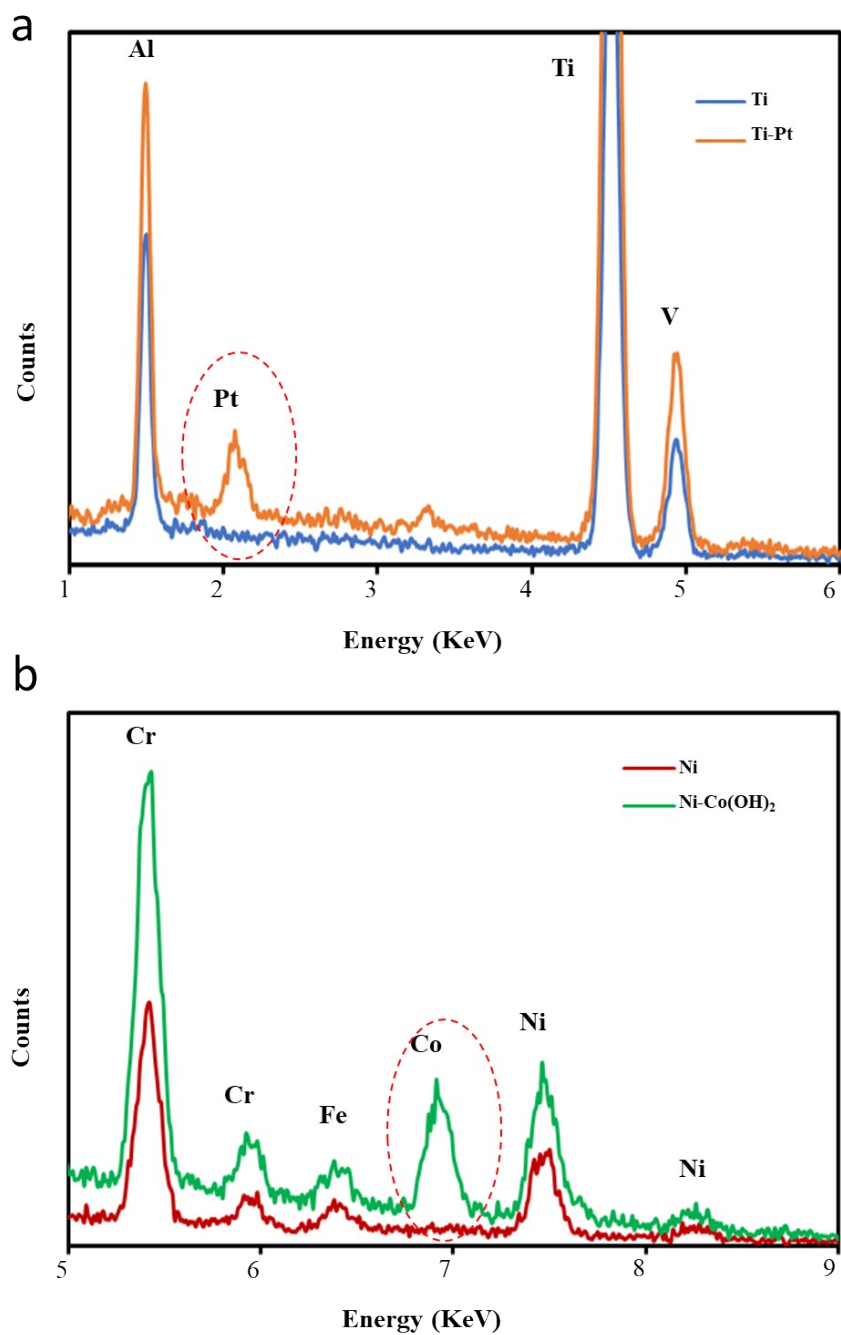 a
Al
Ti
Ti
Ti-Pt
Pt
V
Counts
1 2 3 4 5 6
Energy (KeV)
b
Cr
Ni
Ni-Co(OH)₂
Co
Ni
Cr
Fe
Ni
Counts
5 6 7 8 9
Energy (KeV)